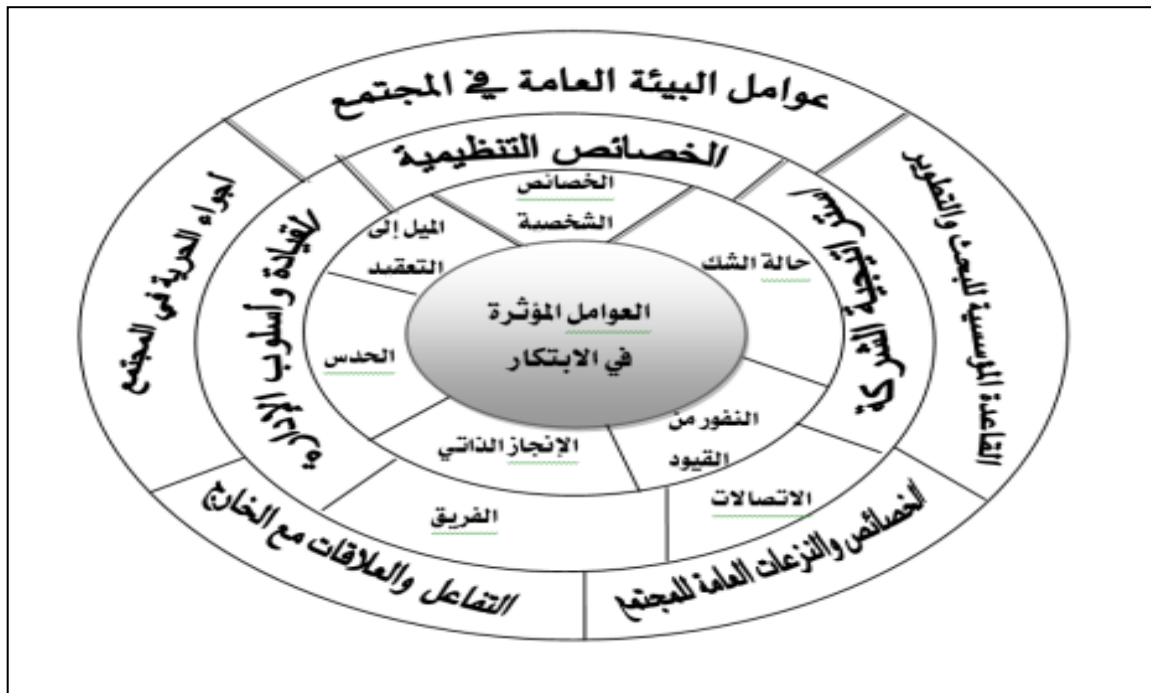 عوامل البيئة العامة في المجتمع
الخصائص التنظيمية
الخصائص
الشخصية
الميل إلى
التعقيد
حالة الشك
العوامل المؤثرة
في الابتكار
الحدس
النفور من
القيود
الإنجاز الذاتي
الاتصالات
الفريق
القيادة وأسلوب الإدارة
أجواء الحرية في المجتمع
القاعدة المؤسسية للبحث والتطوير
الخصائص والنزعات العامة للمجتمع
التفاعل والعلاقات مع الخارج